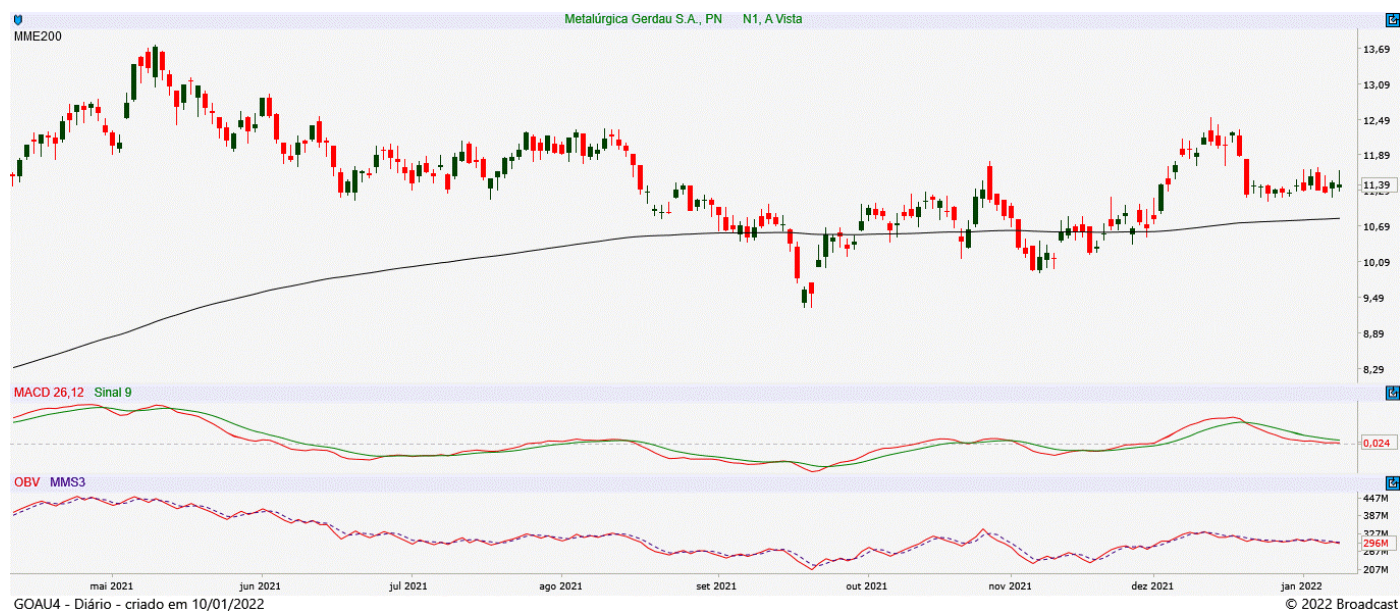 Metalúrgica Gerdau S.A., PN N1, A Vista
MME200
13,69
13,09
12,49
11,89
11,39
10,69
10,09
9,49
8,89
8,29
MACD 26,12 Sinal 9
0,024
OBV MMS3
447M
387M
327M
296M
267M
207M
mai 2021 jun 2021 jul 2021 ago 2021 set 2021 out 2021 nov 2021 dez 2021 jan 2022
GOAU4 - Diário - criado em 10/01/2022 © 2022 Broadcast